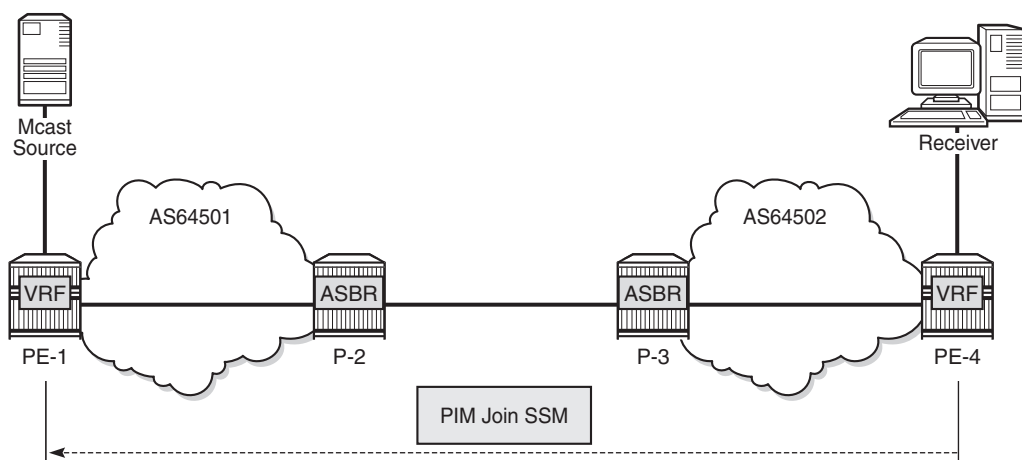 Mcast
Source
Receiver
AS64501
AS64502
VRF
ASBR
ASBR
VRF
PE-1
P-2
P-3
PE-4
PIM Join SSM